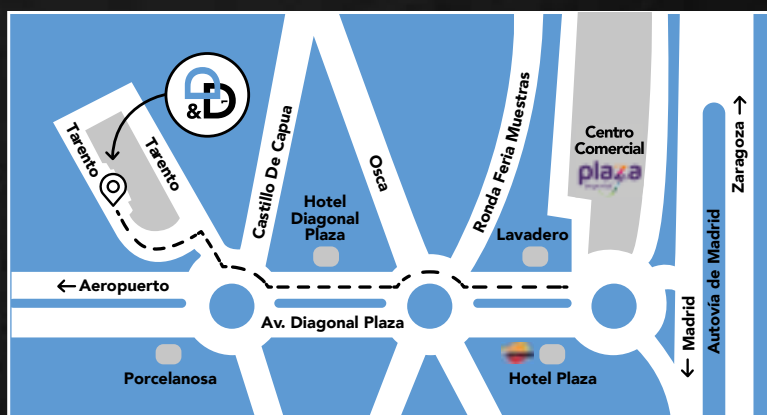 D
&D
Tarento
Tarento
Castillo De Capua
Osca
Ronda Feria Muestras
Centro
Comercial
plaza
Zaragoza →
Hotel
Diagonal
Plaza
Lavadero
← Aeropuerto
Av. Diagonal Plaza
Autovía de Madrid
← Madrid
Porcelanosa
Hotel Plaza